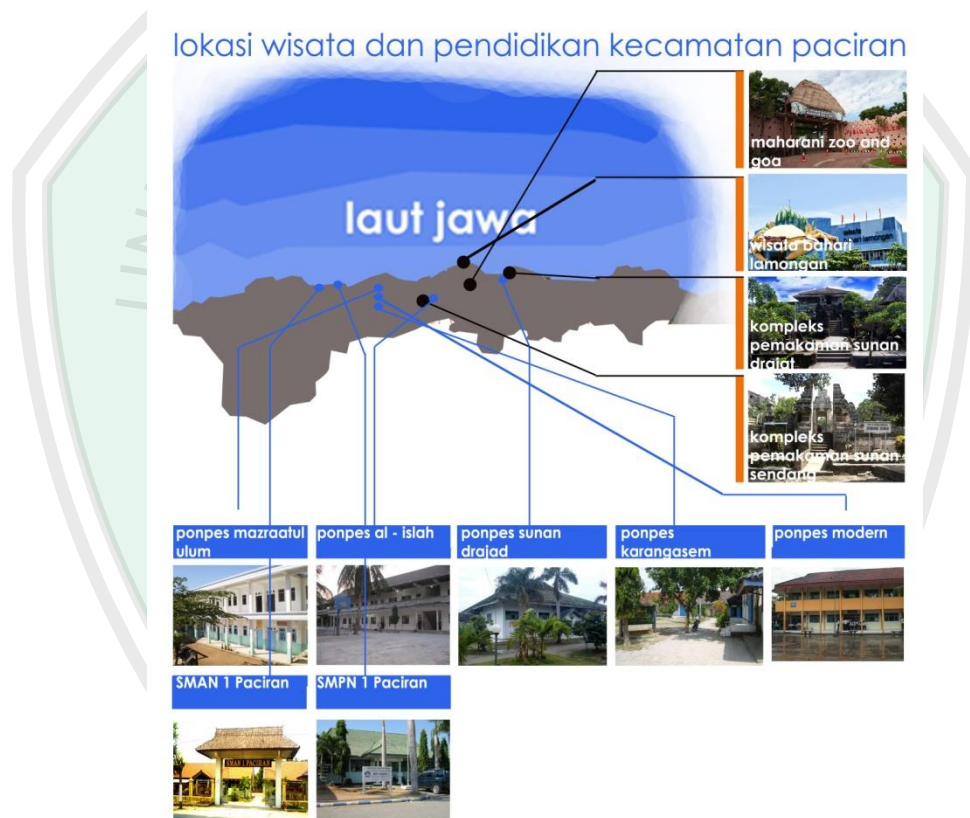 lokasi wisata dan pendidikan kecamatan paciran
laut jawa
maharani zoo and
goa
wisata bahari
lamongan
kompleks
pemakaman sunan
drajat
kompleks
pemakaman sunan
sendang
ponpes mazraatul
ulum
ponpes al - islah
ponpes sunan
drajad
ponpes
karangasem
ponpes modern
SMAN 1 Paciran
SMPN 1 Paciran
SMAN 1 PACIRAN